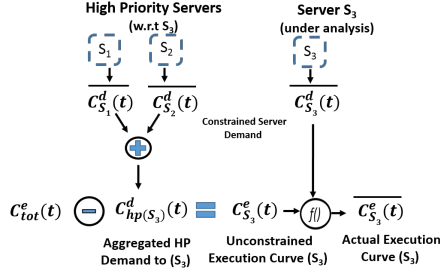 High Priority Servers
(w.r.t S₃)
Server S₃
(under analysis)
S₁
S₂
S₃
C^d_{S₁}(t)
C^d_{S₂}(t)
C^d_{S₃}(t)
Constrained Server
Demand
C^e_{tot}(t)
C^d_{hp(S₃)}(t)
=
C^e_{S₃}(t)
f()
C^e_{S₃}(t)
Aggregated HP
Demand to (S₃)
Unconstrained
Execution Curve (S₃)
Actual Execution
Curve (S₃)